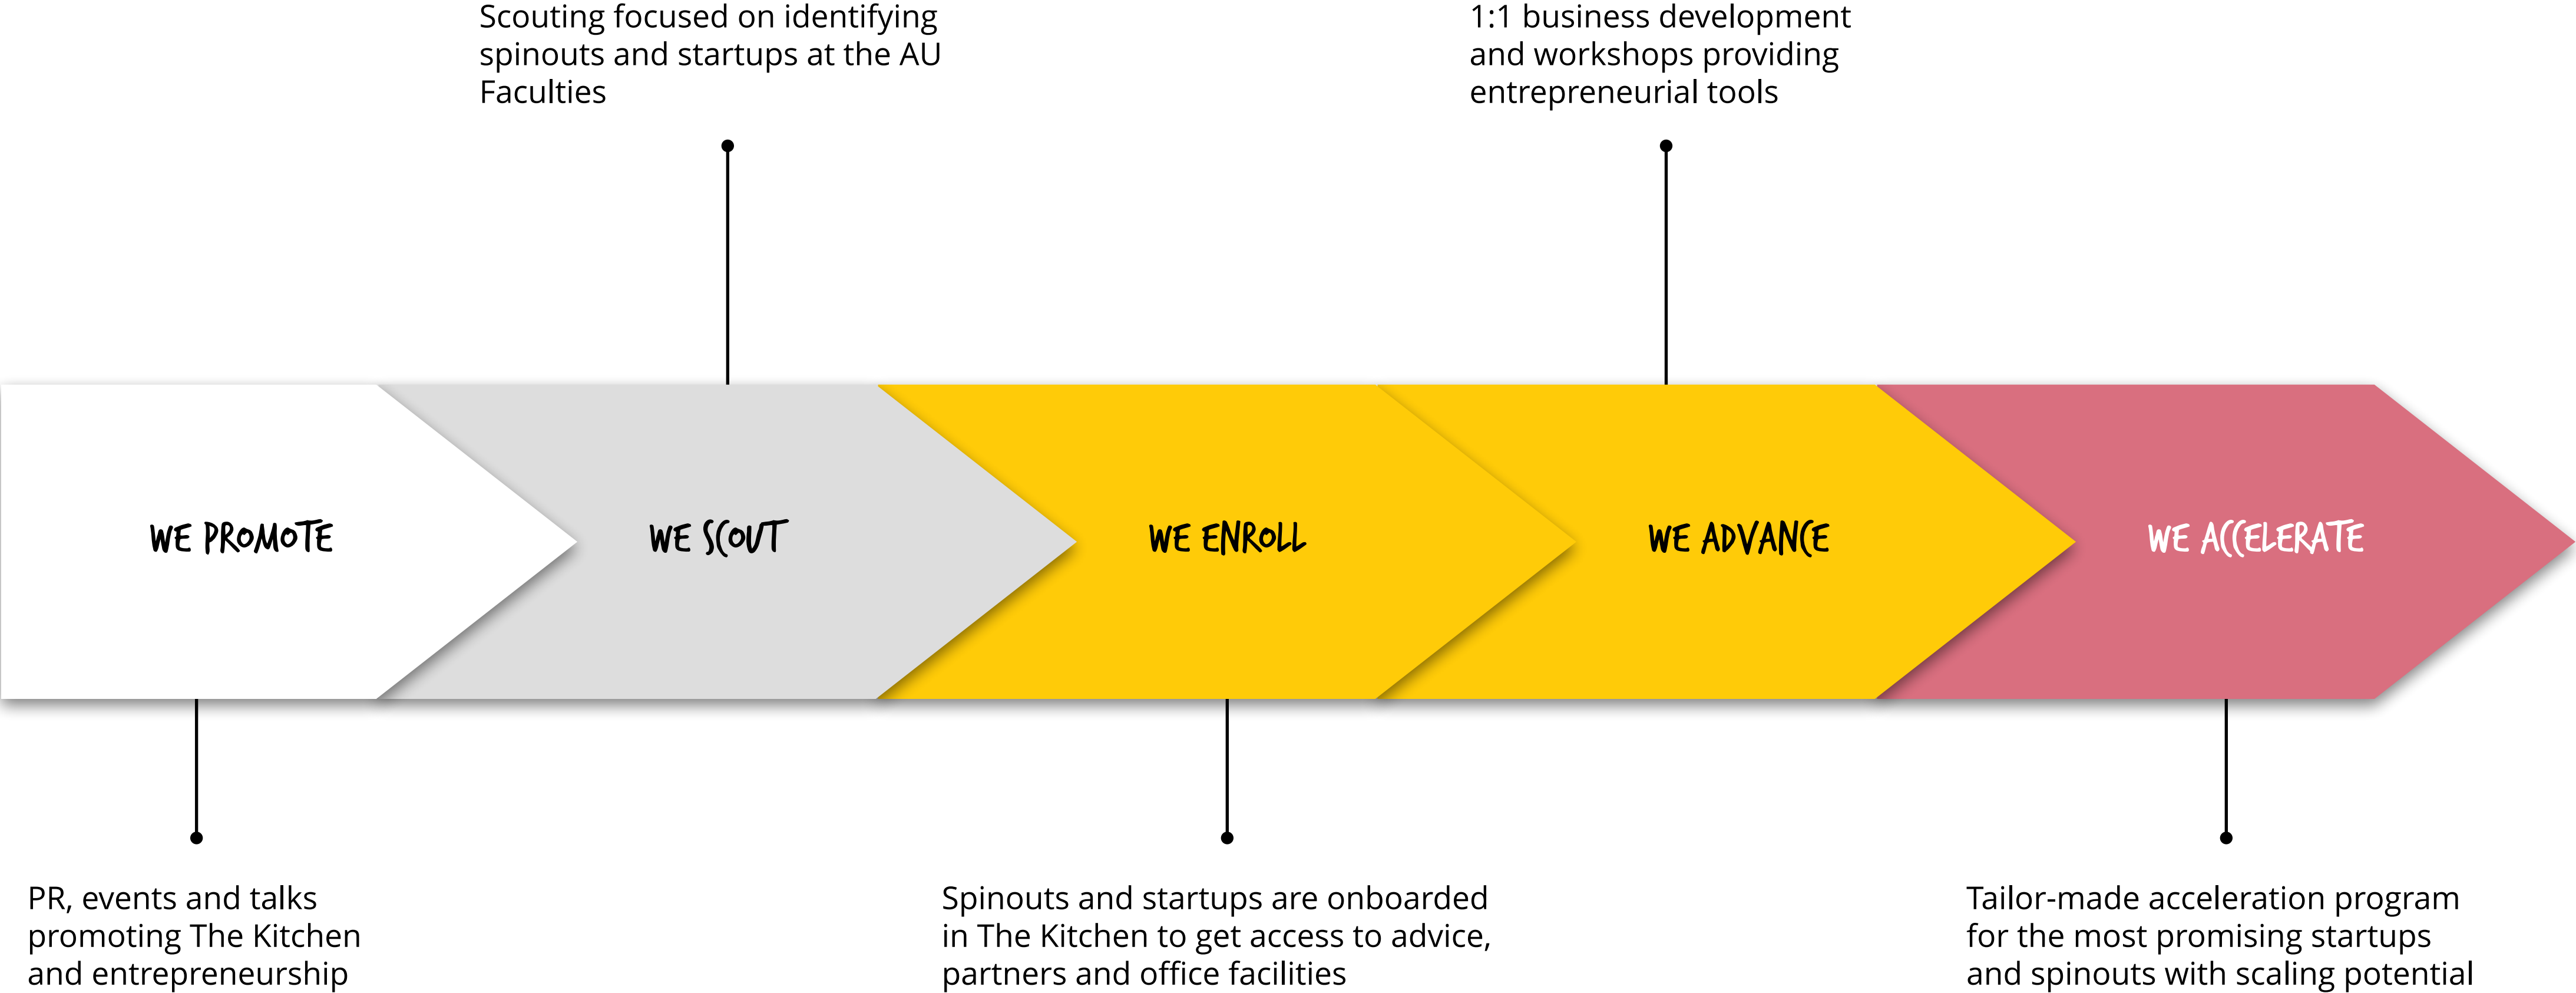 Scouting focused on identifying
spinouts and startups at the AU
Faculties
1:1 business development
and workshops providing
entrepreneurial tools
WE PROMOTE
WE SCOUT
WE ENROLL
WE ADVANCE
WE ACCELERATE
PR, events and talks
promoting The Kitchen
and entrepreneurship
Spinouts and startups are onboarded
in The Kitchen to get access to advice,
partners and office facilities
Tailor-made acceleration program
for the most promising startups
and spinouts with scaling potential